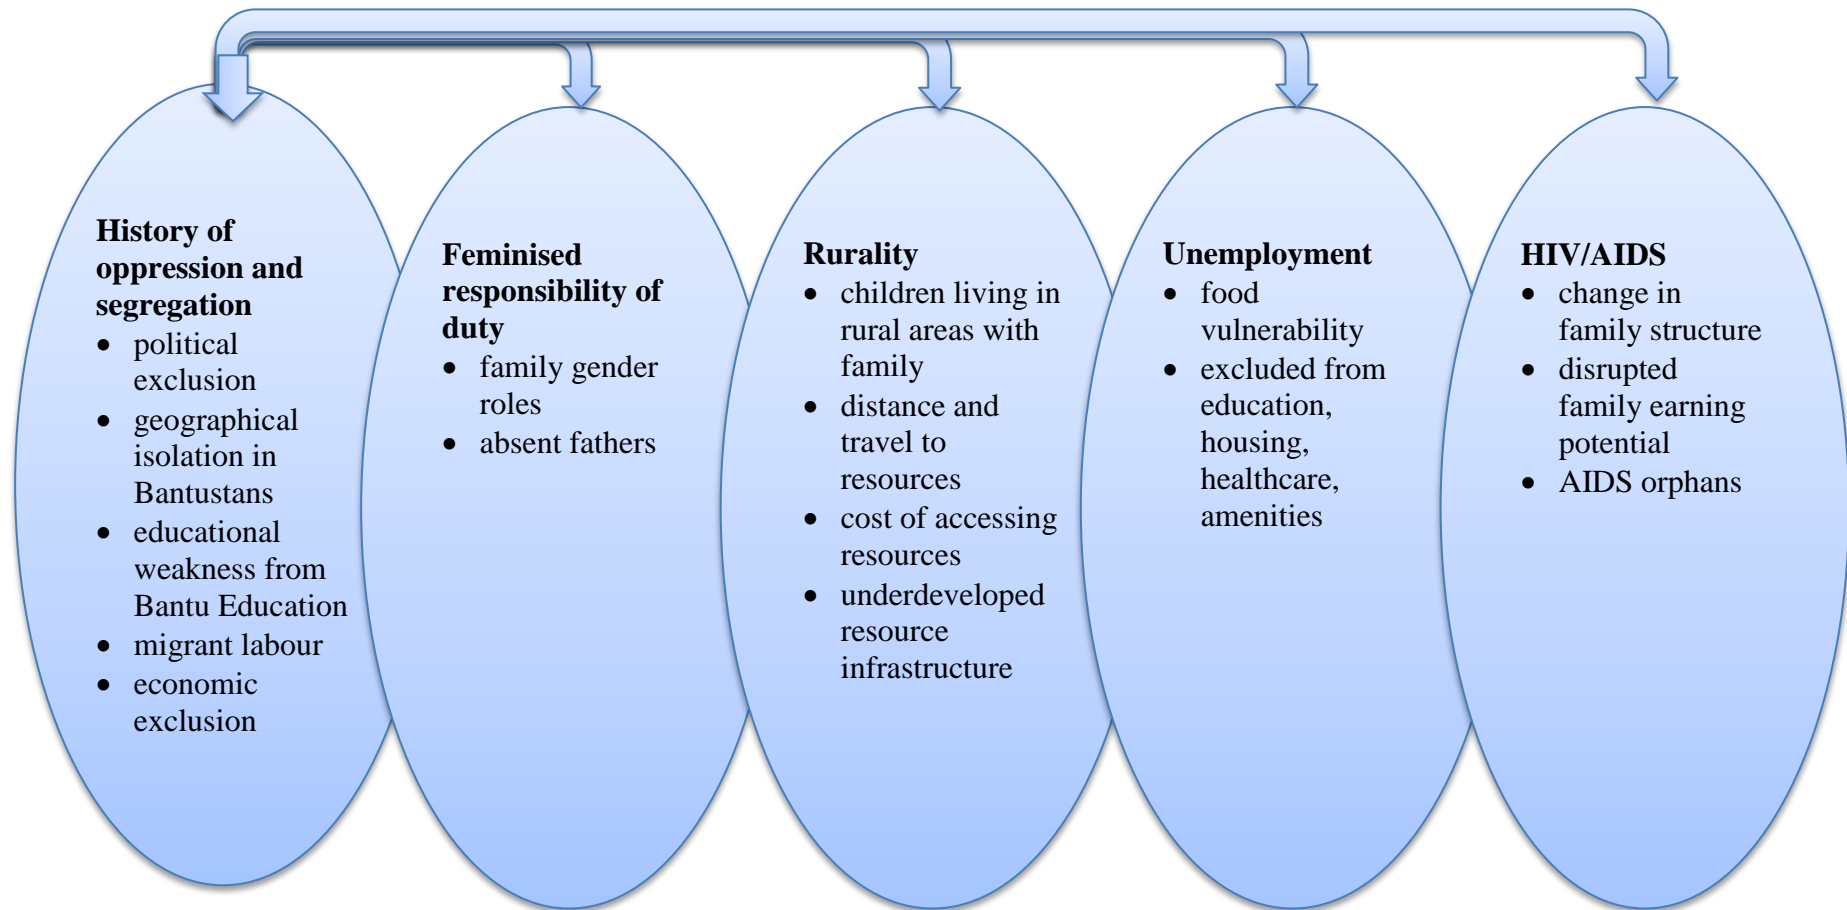 History of
oppression and
segregation
• political
exclusion
• geographical
isolation in
Bantustans
• educational
weakness from
Bantu Education
• migrant labour
• economic
exclusion
Feminised
responsibility of
duty
• family gender
roles
• absent fathers
Rurality
• children living in
rural areas with
family
• distance and
travel to
resources
• cost of accessing
resources
• underdeveloped
resource
infrastructure
Unemployment
• food
vulnerability
• excluded from
education,
housing,
healthcare,
amenities
HIV/AIDS
• change in
family structure
• disrupted
family earning
potential
• AIDS orphans